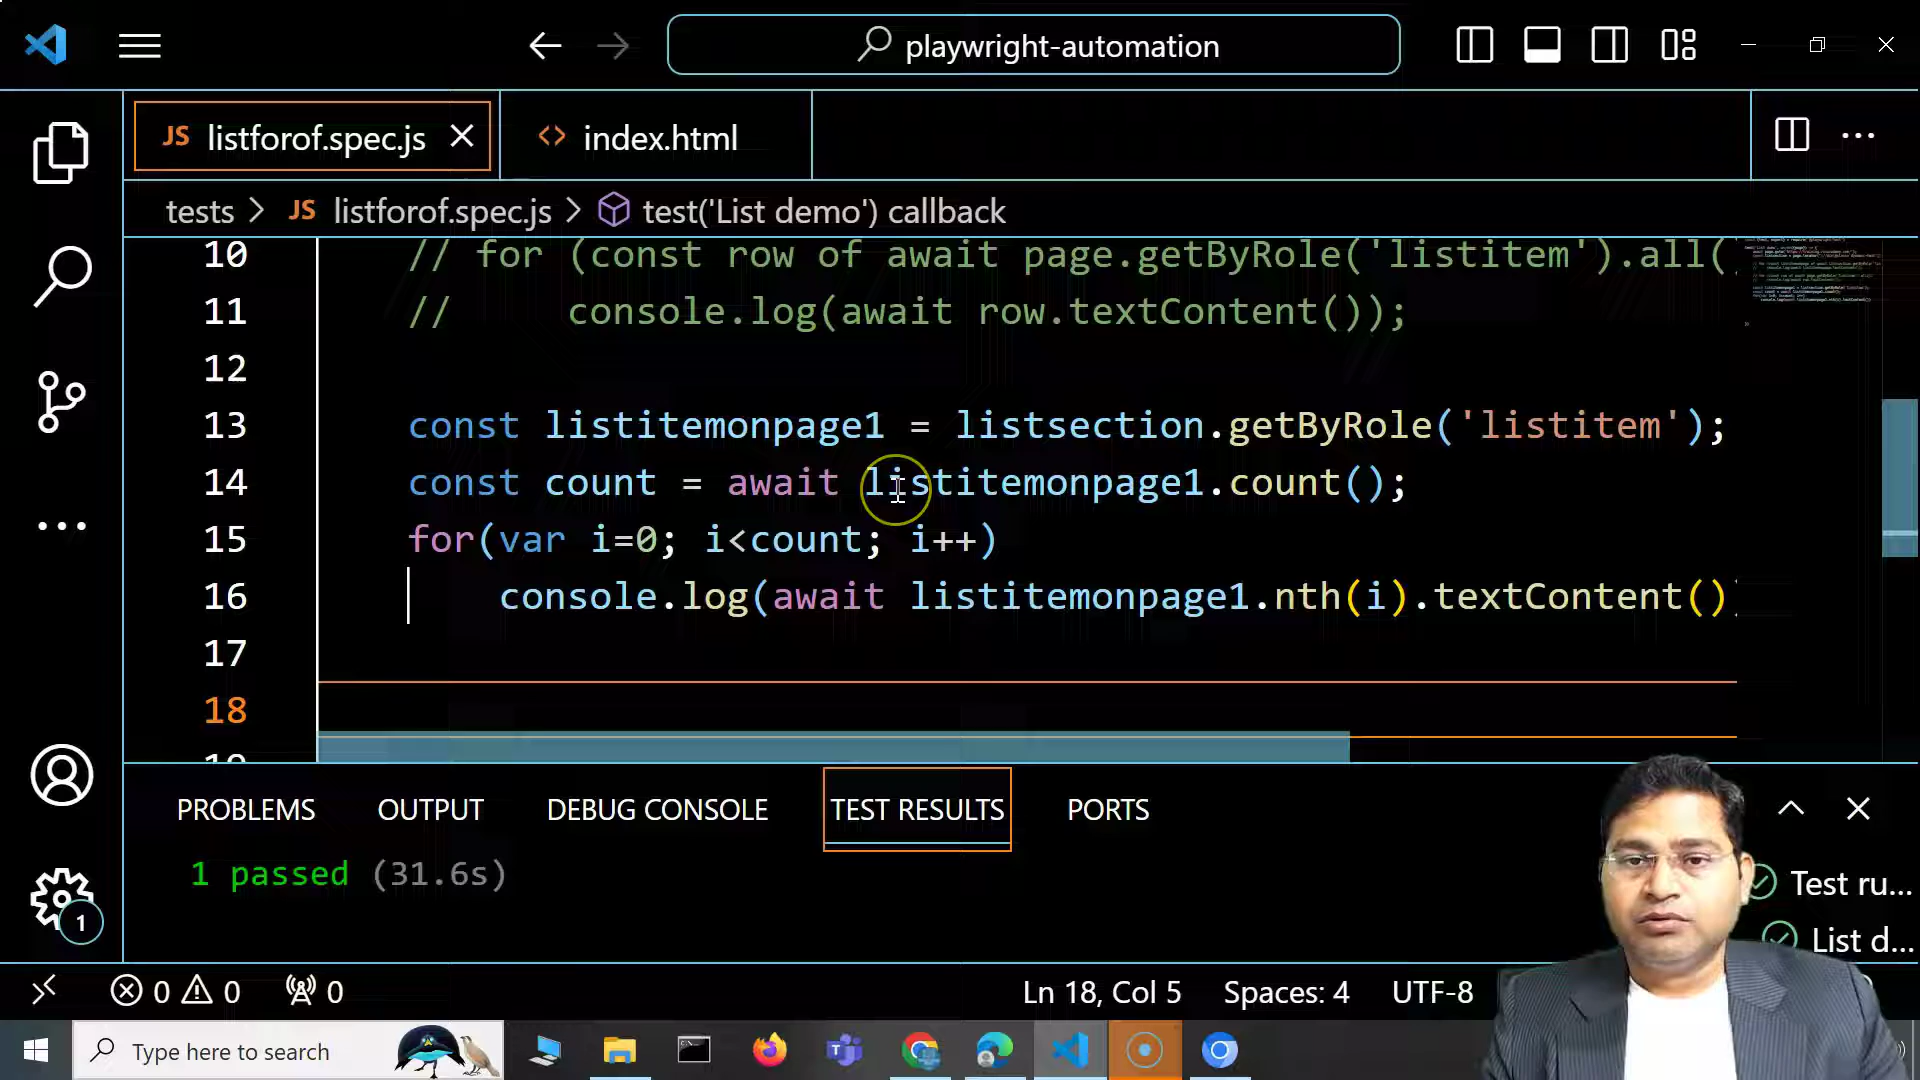 playwright-automation
JS listforof.spec.js
<> index.html
tests > JS listforof.spec.js > test('List demo') callback
10 // for (const row of await page.getByRole('listitem').all(
11 // console.log(await row.textContent());
12
13 const listitemonpage1 = listsection.getByRole('listitem');
14 const count = await listitemonpage1.count();
15 for(var i=0; i<count; i++)
16 console.log(await listitemonpage1.nth(i).textContent()
17
18
PROBLEMS OUTPUT DEBUG CONSOLE TEST RESULTS PORTS
1 passed (31.6s)
Test ru...
List d...
1
0 0 0 Ln 18, Col 5 Spaces: 4 UTF-8
Type here to search